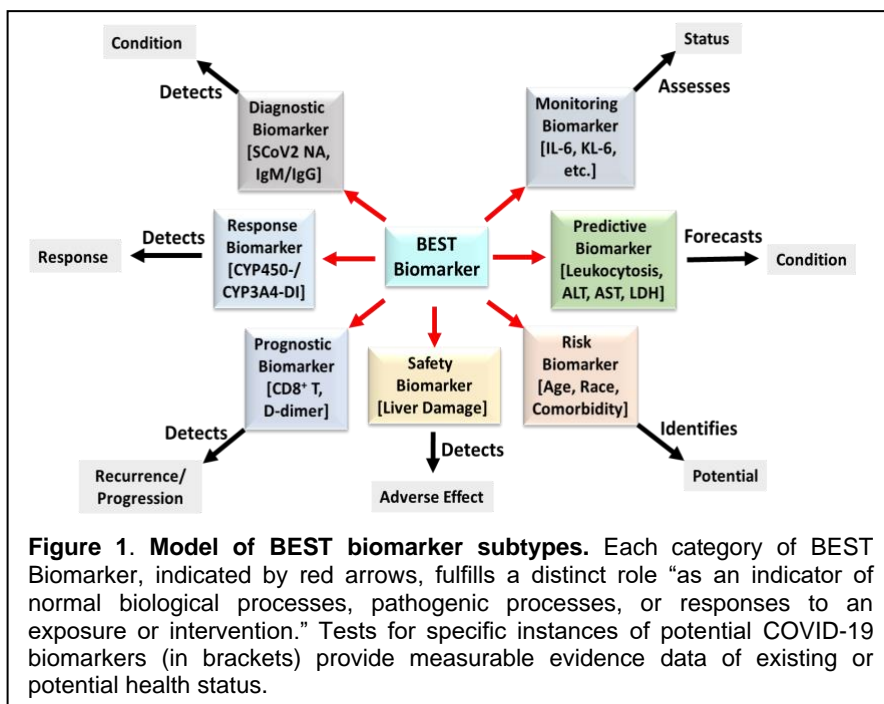 Condition
Status
Detects
Assesses
Diagnostic
Biomarker
[SCoV2 NA,
IgM/IgG]
Monitoring
Biomarker
[IL-6, KL-6,
etc.]
Response
Detects
Response
Biomarker
[CYP450-/
CYP3A4-DI]
BEST
Biomarker
Predictive
Biomarker
[Leukocytosis,
ALT, AST, LDH]
Forecasts
Condition
Prognostic
Biomarker
[CD8⁺ T,
D-dimer]
Safety
Biomarker
[Liver Damage]
Risk
Biomarker
[Age, Race,
Comorbidity]
Detects
Detects
Identifies
Recurrence/
Progression
Adverse Effect
Potential
Figure 1. Model of BEST biomarker subtypes. Each category of BEST
Biomarker, indicated by red arrows, fulfills a distinct role “as an indicator of
normal biological processes, pathogenic processes, or responses to an
exposure or intervention.” Tests for specific instances of potential COVID-19
biomarkers (in brackets) provide measurable evidence data of existing or
potential health status.